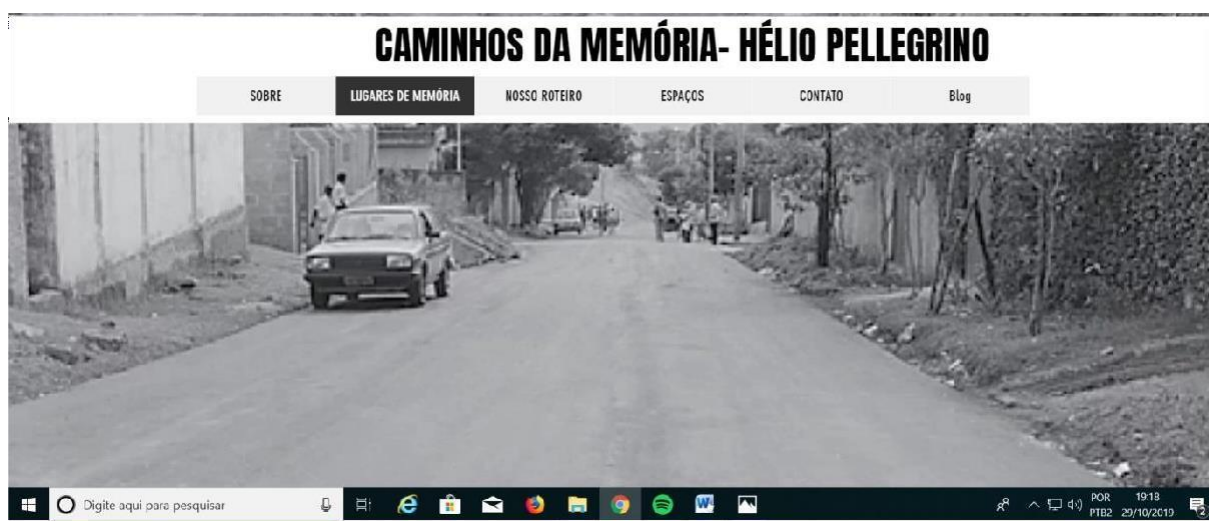 CAMINHOS DA MEMÓRIA- HÉLIO PELLEGRINO
SOBRE LUGARES DE MEMÓRIA NOSSO ROTEIRO ESPAÇOS CONTATO Blog
Digite aqui para pesquisar POR 19:18
PTB2 29/10/2019